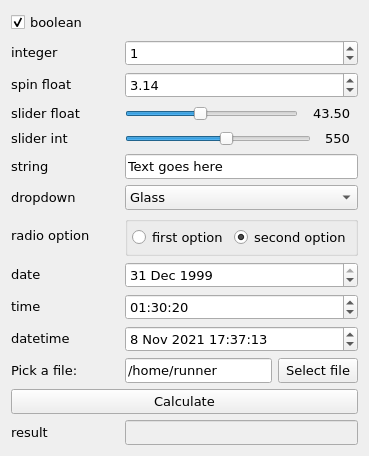 boolean
integer 1
spin float 3.14
slider float 43.50
slider int 550
string Text goes here
dropdown Glass
radio option first option second option
date 31 Dec 1999
time 01:30:20
datetime 8 Nov 2021 17:37:13
Pick a file: /home/runner Select file
Calculate
result